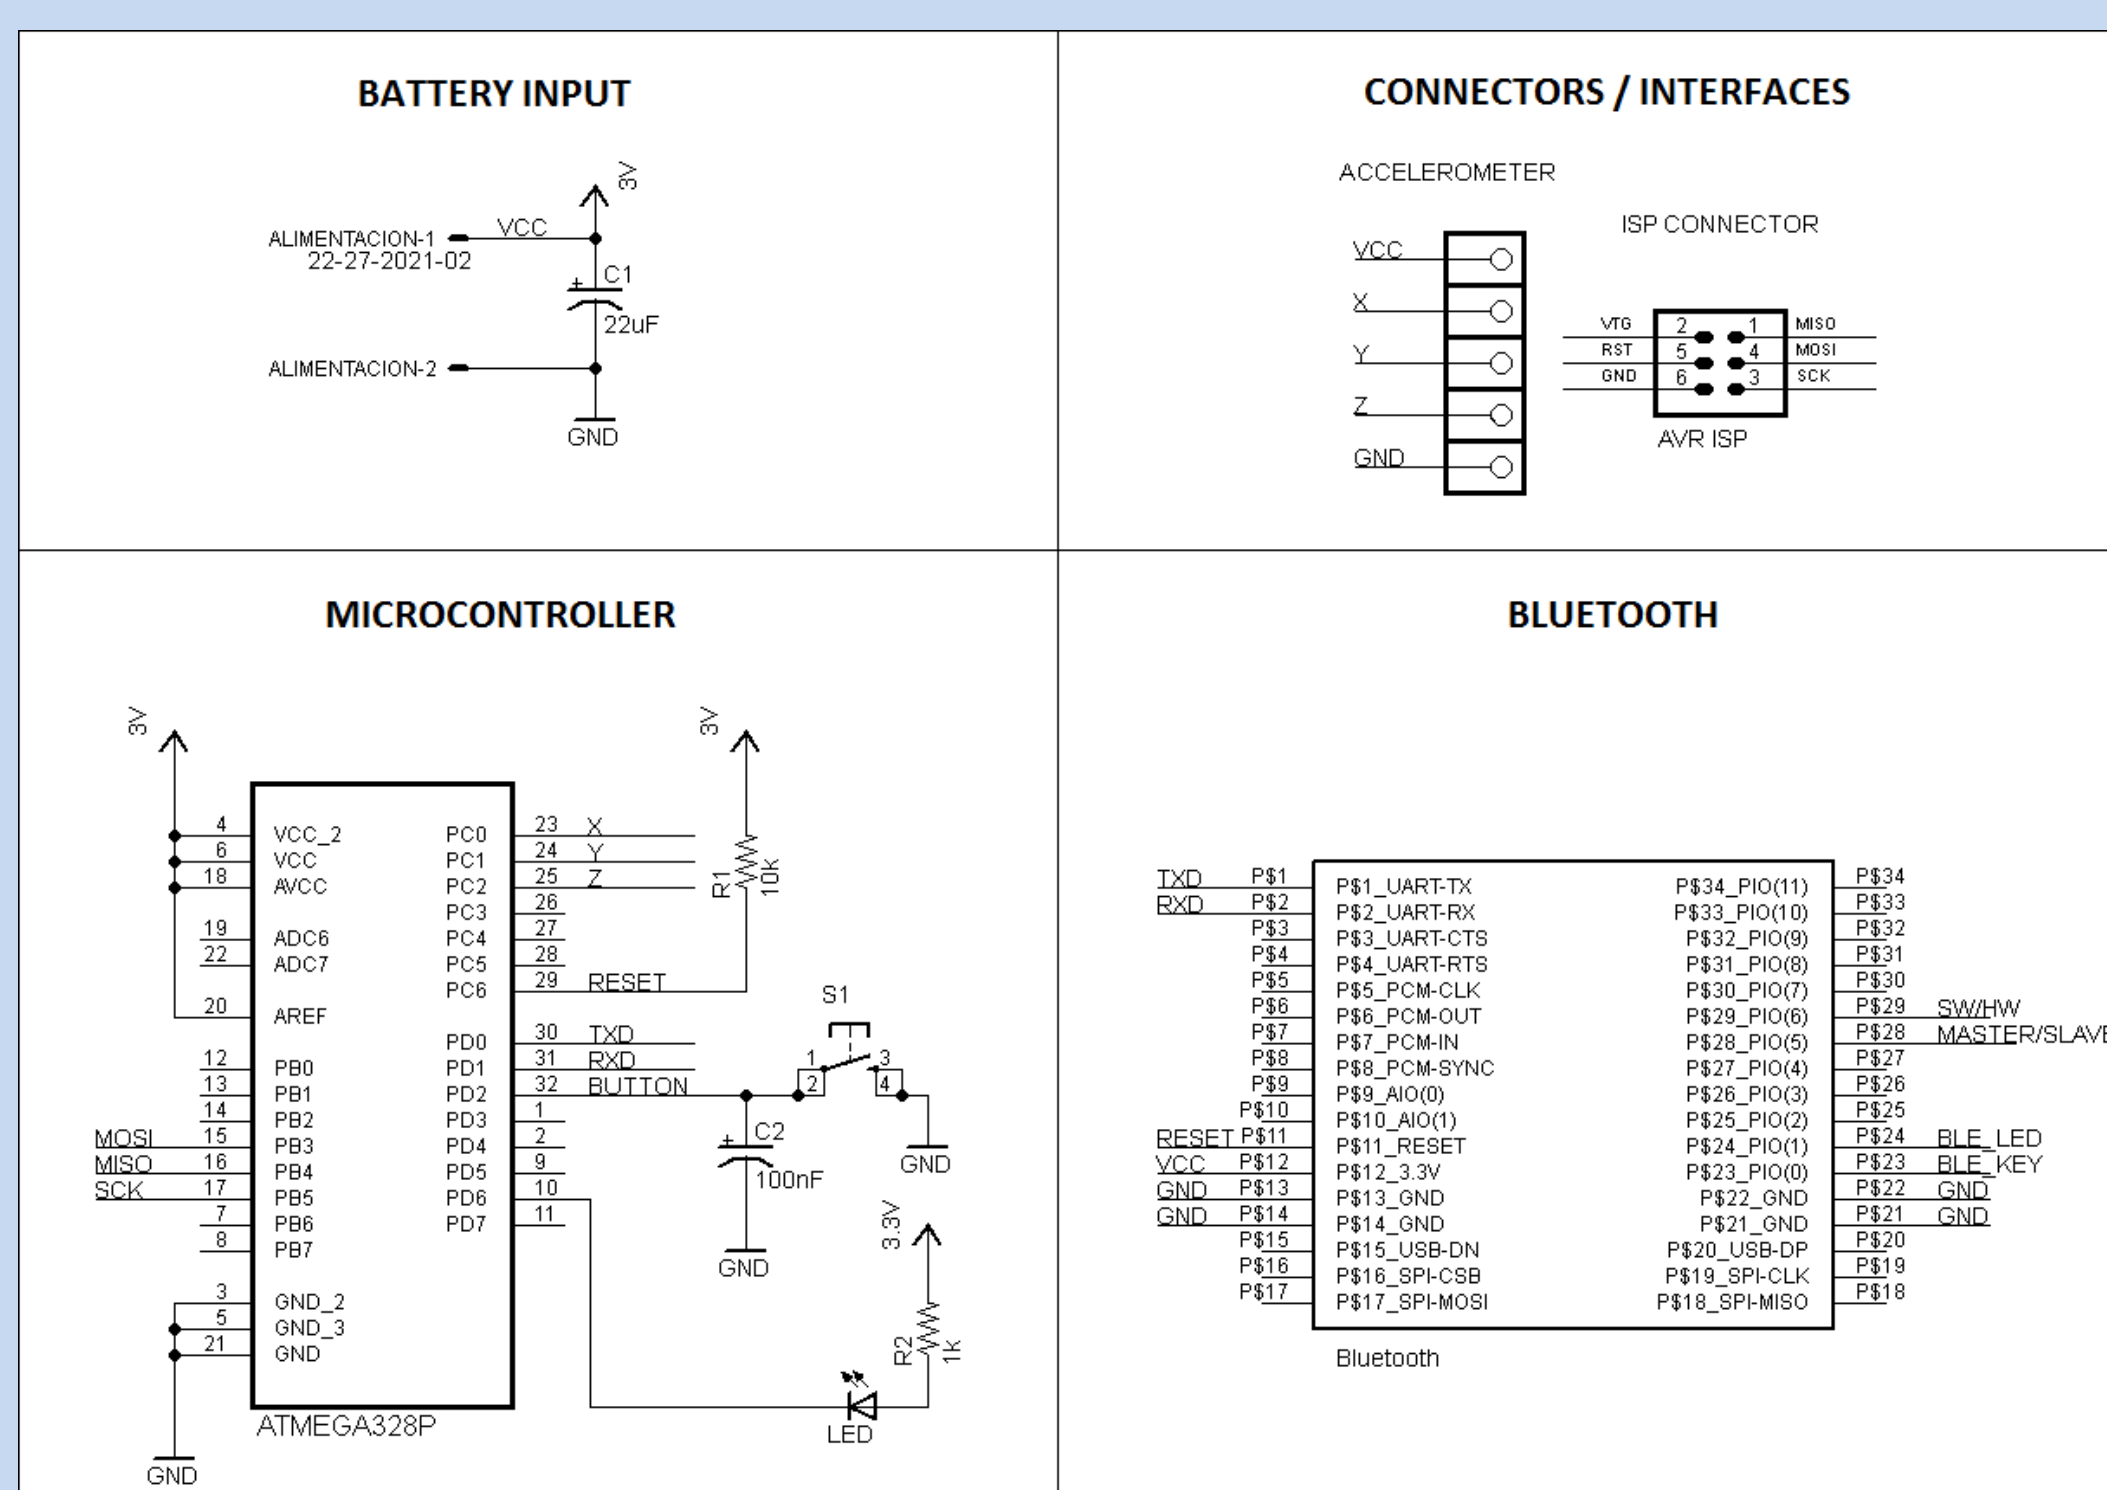 BATTERY INPUT
3V
ALIMENTACION-1
VCC
22-27-2021-02
C1
+
22uF
ALIMENTACION-2
GND
CONNECTORS / INTERFACES
ACCELEROMETER
VCC
X
Y
Z
GND
ISP CONNECTOR
VTG 2 1 MISO
RST 5 4 MOSI
GND 6 3 SCK
AVR ISP
MICROCONTROLLER
3V
4 VCC_2 PC0 23 X
6 VCC PC1 24 Y
18 AVCC PC2 25 Z
PC3 26
19 ADC6 PC4 27
22 ADC7 PC5 28
PC6 29 RESET
20 AREF
PD0 30 TXD
12 PB0 PD1 31 RXD
13 PB1 PD2 32 BUTTON
14 PB2 PD3 1
MOSI 15 PB3 PD4 2
MISO 16 PB4 PD5 9
SCK 17 PB5 PD6 10
7 PB6 PD7 11
8 PB7
3 GND_2
5 GND_3
21 GND
ATMEGA328P
GND
3V
R1
10k
S1
1 3
2 4
GND
+ C2
100nF
GND
3.3V
R2
1k
LED
BLUETOOTH
TXD P$1 P$1_UART-TX P$34_PIO(11) P$34
RXD P$2 P$2_UART-RX P$33_PIO(10) P$33
P$3 P$3_UART-CTS P$32_PIO(9) P$32
P$4 P$4_UART-RTS P$31_PIO(8) P$31
P$5 P$5_PCM-CLK P$30_PIO(7) P$30
P$6 P$6_PCM-OUT P$29_PIO(6) P$29 SW/HW
P$7 P$7_PCM-IN P$28_PIO(5) P$28 MASTER/SLAVE
P$8 P$8_PCM-SYNC P$27_PIO(4) P$27
P$9 P$9_AIO(0) P$26_PIO(3) P$26
P$10 P$10_AIO(1) P$25_PIO(2) P$25
RESET P$11 P$11_RESET P$24_PIO(1) P$24 BLE_LED
VCC P$12 P$12_3.3V P$23_PIO(0) P$23 BLE_KEY
GND P$13 P$13_GND P$22_GND P$22 GND
GND P$14 P$14_GND P$21_GND P$21 GND
P$15 P$15_USB-DN P$20_USB-DP P$20
P$16 P$16_SPI-CSB P$19_SPI-CLK P$19
P$17 P$17_SPI-MOSI P$18_SPI-MISO P$18
Bluetooth